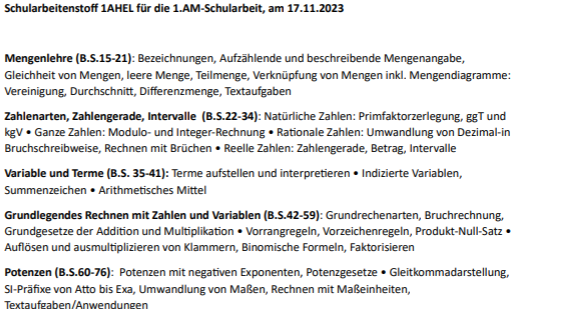 Schularbeitenstoff 1AHEL für die 1.AM-Schularbeit, am 17.11.2023
Mengenlehre (B.S.15-21): Bezeichnungen, Aufzählende und beschreibende Mengenangabe,
Gleichheit von Mengen, leere Menge, Teilmenge, Verknüpfung von Mengen inkl. Mengendiagramme:
Vereinigung, Durchschnitt, Differenzmenge, Textaufgaben
Zahlenarten, Zahlengerade, Intervalle (B.S.22-34): Natürliche Zahlen: Primfaktorzerlegung, ggT und
kgV • Ganze Zahlen: Modulo- und Integer-Rechnung • Rationale Zahlen: Umwandlung von Dezimal-in
Bruchschreibweise, Rechnen mit Brüchen • Reelle Zahlen: Zahlengerade, Betrag, Intervalle
Variable und Terme (B.S. 35-41): Terme aufstellen und interpretieren • Indizierte Variablen,
Summenzeichen • Arithmetisches Mittel
Grundlegendes Rechnen mit Zahlen und Variablen (B.S.42-59): Grundrechenarten, Bruchrechnung,
Grundgesetze der Addition und Multiplikation • Vorrangregeln, Vorzeichenregeln, Produkt-Null-Satz •
Auflösen und ausmultiplizieren von Klammern, Binomische Formeln, Faktorisieren
Potenzen (B.S.60-76): Potenzen mit negativen Exponenten, Potenzgesetze • Gleitkommadarstellung,
SI-Präfixe von Atto bis Exa, Umwandlung von Maßen, Rechnen mit Maßeinheiten,
Textaufgaben/Anwendungen